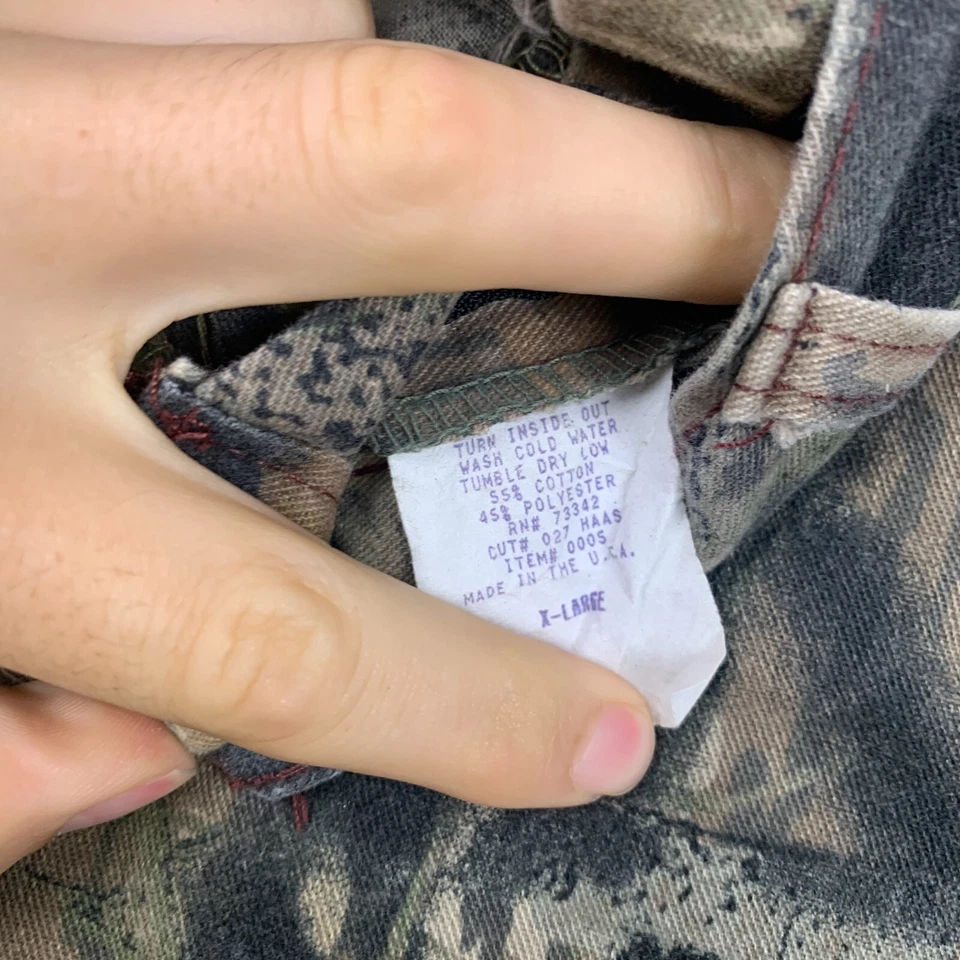 TURN INSIDE OUT
WASH COLD WATER
TUMBLE DRY LOW
55% COTTON
45% POLYESTER
RN# 73342
CUT# 027 HAAS
ITEM# 000S
MADE IN THE U.S.A.
X-LARGE